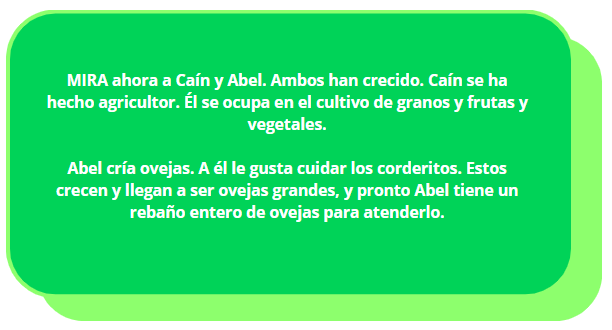 MIRA ahora a Caín y Abel. Ambos han crecido. Caín se ha
hecho agricultor. Él se ocupa en el cultivo de granos y frutas y
vegetales.
Abel cría ovejas. A él le gusta cuidar los corderitos. Estos
crecen y llegan a ser ovejas grandes, y pronto Abel tiene un
rebaño entero de ovejas para atenderlo.